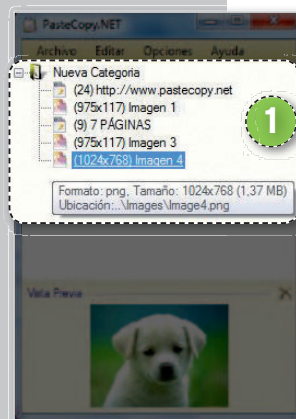 PasteCopy.NET
Archivo Editar Opciones Ayuda
Nueva Categoria
(24) http://www.pastecopy.net
(975x117) Imagen 1
(9) 7 PÁGINAS
(975x117) Imagen 3
(1024x768) Imagen 4
1
Formato: png, Tamaño: 1024x768 (1,37 MB)
Ubicación:..\Images\Image4.png
Vista Previa